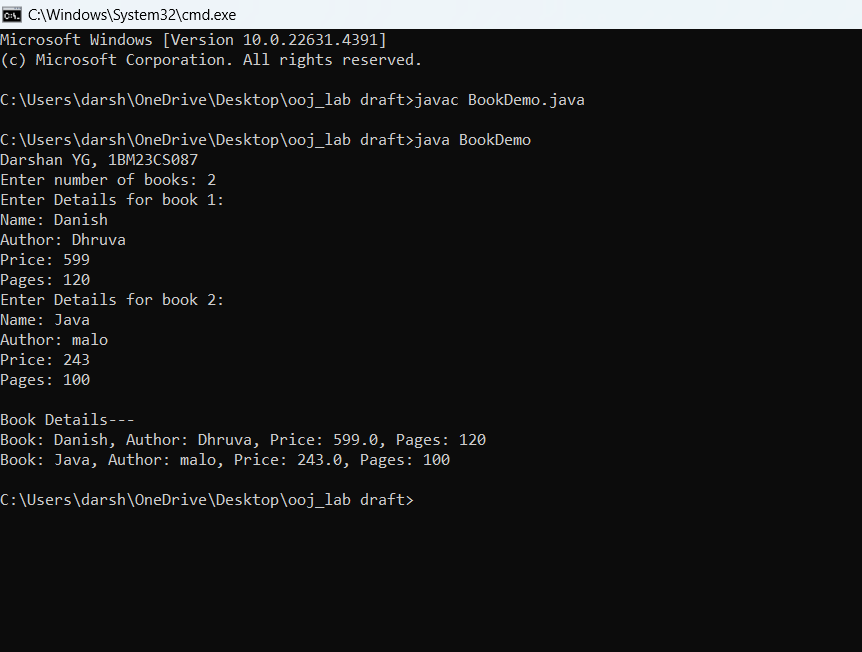 C:\Windows\System32\cmd.exe
Microsoft Windows [Version 10.0.22631.4391]
(c) Microsoft Corporation. All rights reserved.
C:\Users\darsh\OneDrive\Desktop\ooj_lab draft>javac BookDemo.java
C:\Users\darsh\OneDrive\Desktop\ooj_lab draft>java BookDemo
Darshan YG, 1BM23CS087
Enter number of books: 2
Enter Details for book 1:
Name: Danish
Author: Dhruva
Price: 599
Pages: 120
Enter Details for book 2:
Name: Java
Author: malo
Price: 243
Pages: 100
Book Details---
Book: Danish, Author: Dhruva, Price: 599.0, Pages: 120
Book: Java, Author: malo, Price: 243.0, Pages: 100
C:\Users\darsh\OneDrive\Desktop\ooj_lab draft>